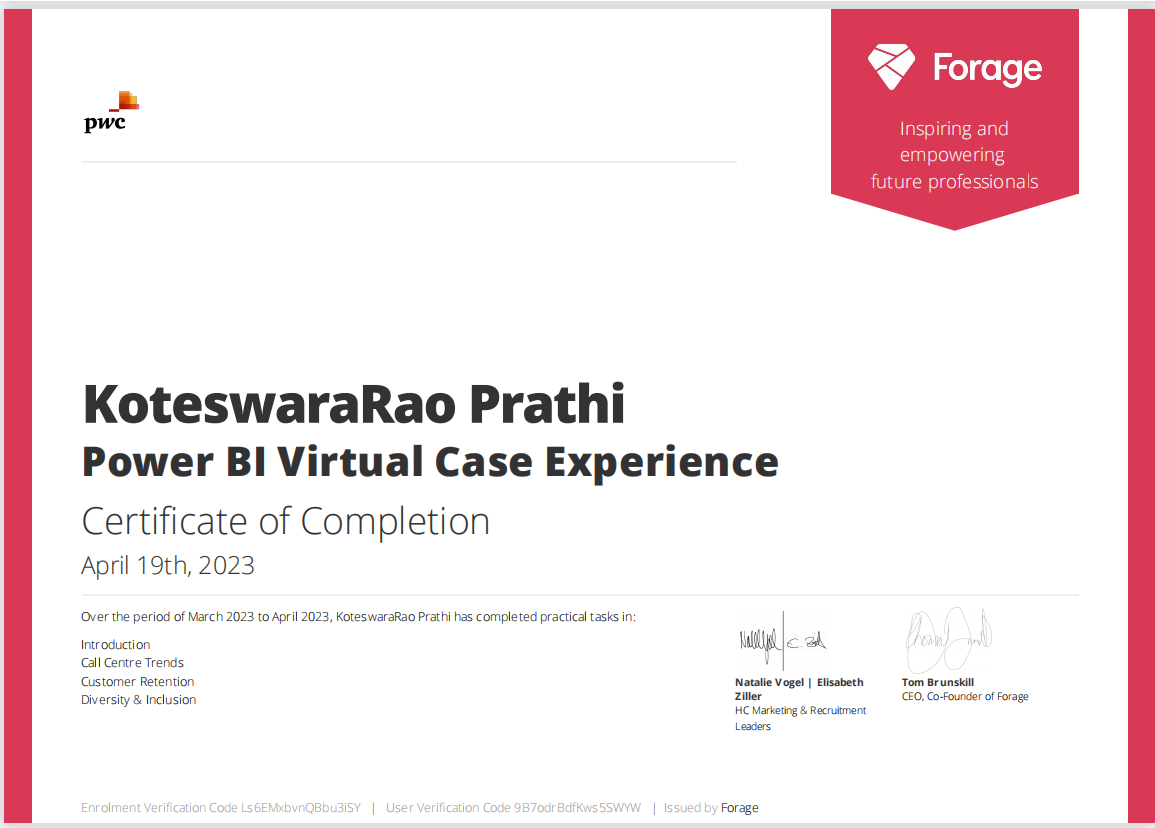 pwc
Forage
Inspiring and
empowering
future professionals
KoteswaraRao Prathi
Power BI Virtual Case Experience
Certificate of Completion
April 19th, 2023
Over the period of March 2023 to April 2023, KoteswaraRao Prathi has completed practical tasks in:
Introduction
Call Centre Trends
Customer Retention
Diversity & Inclusion
Natalie Vogel | Elisabeth
Ziller
HC Marketing & Recruitment
Leaders
Tom Brunskill
CEO, Co-Founder of Forage
Enrolment Verification Code Ls6EMxbvnQBbu3iSY | User Verification Code 9B7odrBdfKws5SWYW | Issued by Forage